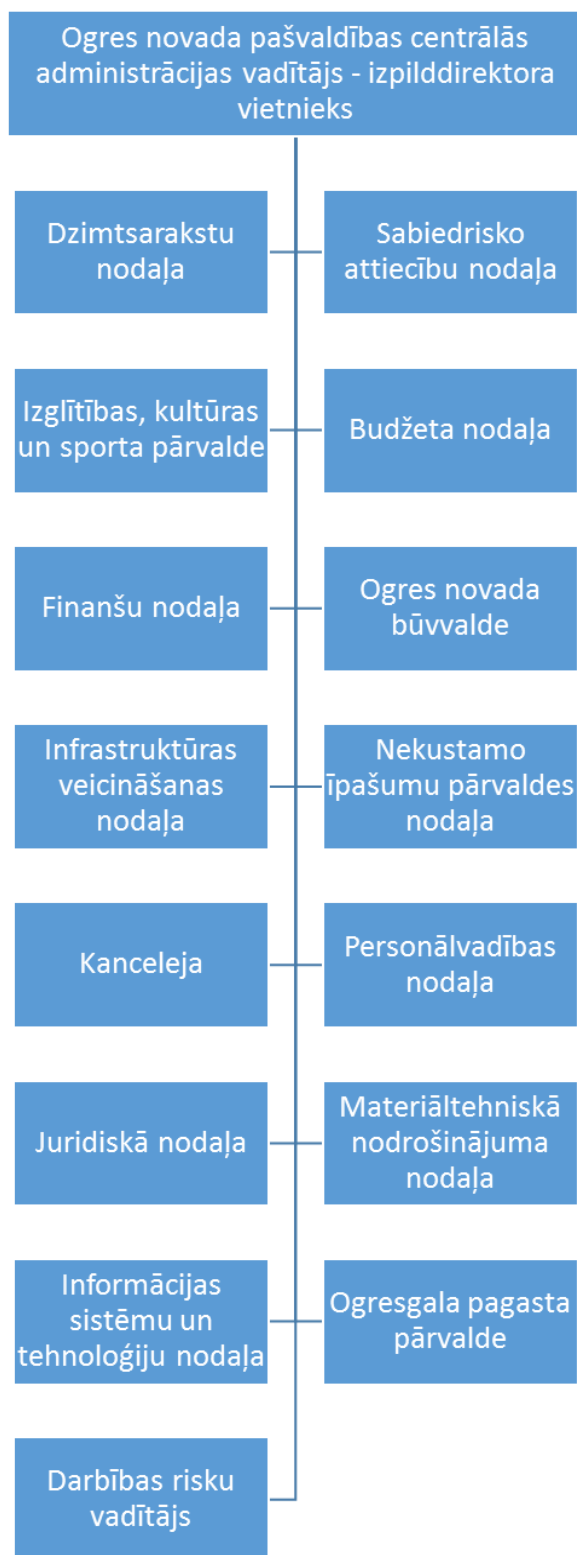 Ogres novada pašvaldības centrālās
administrācijas vadītājs - izpilddirektora
vietnieks
Dzimtsarakstu
nodaļa
Sabiedrisko
attiecību nodaļa
Izglītības, kultūras
un sporta pārvalde
Budžeta nodaļa
Finanšu nodaļa
Ogres novada
būvvalde
Infrastruktūras
veicināšanas
nodaļa
Nekustamo
īpašumu pārvaldes
nodaļa
Kanceleja
Personālvadības
nodaļa
Juridiskā nodaļa
Materiāltehniskā
nodrošinājuma
nodaļa
Informācijas
sistēmu un
tehnoloģiju nodaļa
Ogresgala pagasta
pārvalde
Darbības risku
vadītājs